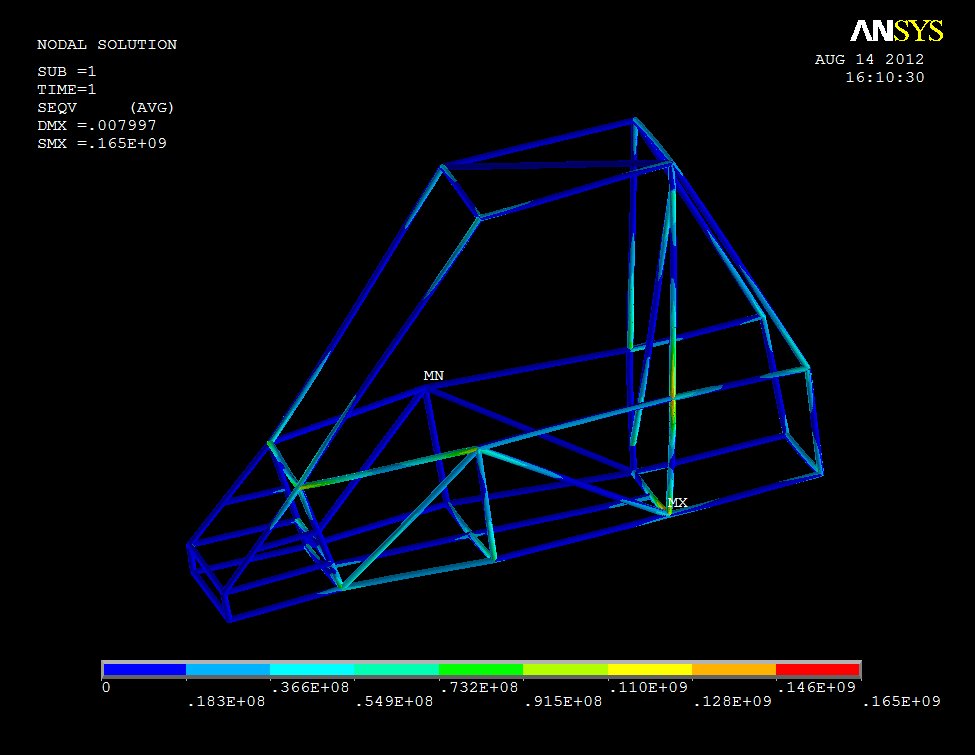 NODAL SOLUTION
SUB =1
TIME=1
SEQV (AVG)
DMX =.007997
SMX =.165E+09
ANSYS
AUG 14 2012
16:10:30
MN
MX
0 .366E+08 .732E+08 .110E+09 .146E+09
.183E+08 .549E+08 .915E+08 .128E+09 .165E+09